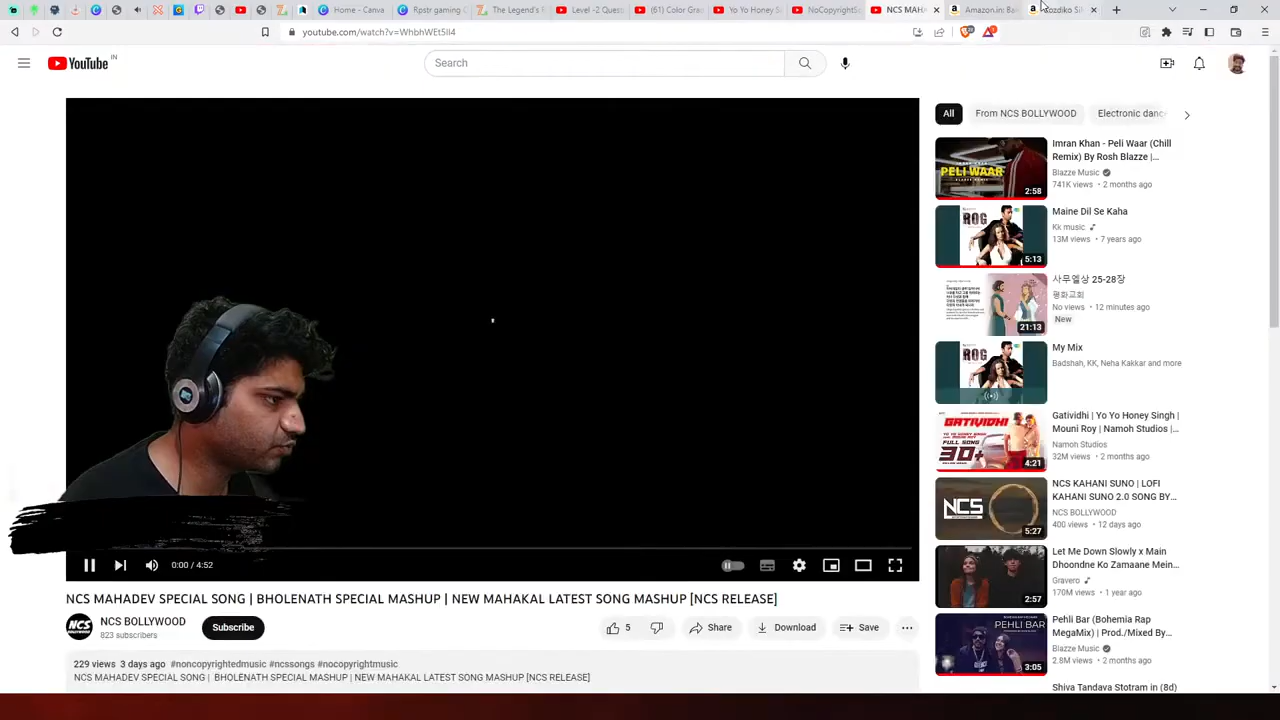 Home - Canva
Rpstr gaming
The Legend's
Level -2 Quest
(61) Color Gra
Yo Yo Honey S
NoCopyrightS
NCS MAHA
Amazon.in: Ba
youtube.com/watch?v=WhbhWEt5II4
YouTube IN
Search
All
From NCS BOLLYWOOD
Electronic danc
PELI WAAR
2:58
Imran Khan - Peli Waar (Chill
Remix) By Rosh Blazze |...
Blazze Music
741K views • 2 months ago
ROG
5:13
Maine Dil Se Kaha
Kk music.
13M views • 7 years ago
21:13
사무엘상 25-28장
평화교회
No views • 12 minutes ago
New
ROG
My Mix
Badshah, KK, Neha Kakkar and more
GATIVIDHI
FULL SONG
30+
4:21
Gatividhi | Yo Yo Honey Singh |
Mouni Roy | Namoh Studios |...
Namoh Studios
32M views • 2 months ago
NCS
5:27
NCS KAHANI SUNO | LOFI
KAHANI SUNO 2.0 SONG BY...
NCS BOLLYWOOD
400 views • 12 days ago
2:57
Let Me Down Slowly x Main
Dhoondne Ko Zamaane Mein...
Gravero
170M views • 1 year ago
PEHLI BAR
3:05
Pehli Bar (Bohemia Rap
MegaMix) | Prod./Mixed By...
Blazze Music
2.8M views • 2 months ago
Shiva Tandava Stotram in (8d)
0:00 / 4:52
NCS MAHADEV SPECIAL SONG | BHOLENATH SPECIAL MASHUP | NEW MAHAKAL LATEST SONG MASHUP [NCS RELEASE]
NCS
NCS BOLLYWOOD
823 subscribers
Subscribe
5
Share
Download
Save
229 views 3 days ago #noncopyrightedmusic #ncssongs #nocopyrightmusic
NCS MAHADEV SPECIAL SONG | BHOLENATH SPECIAL MASHUP | NEW MAHAKAL LATEST SONG MASHUP [NCS RELEASE]